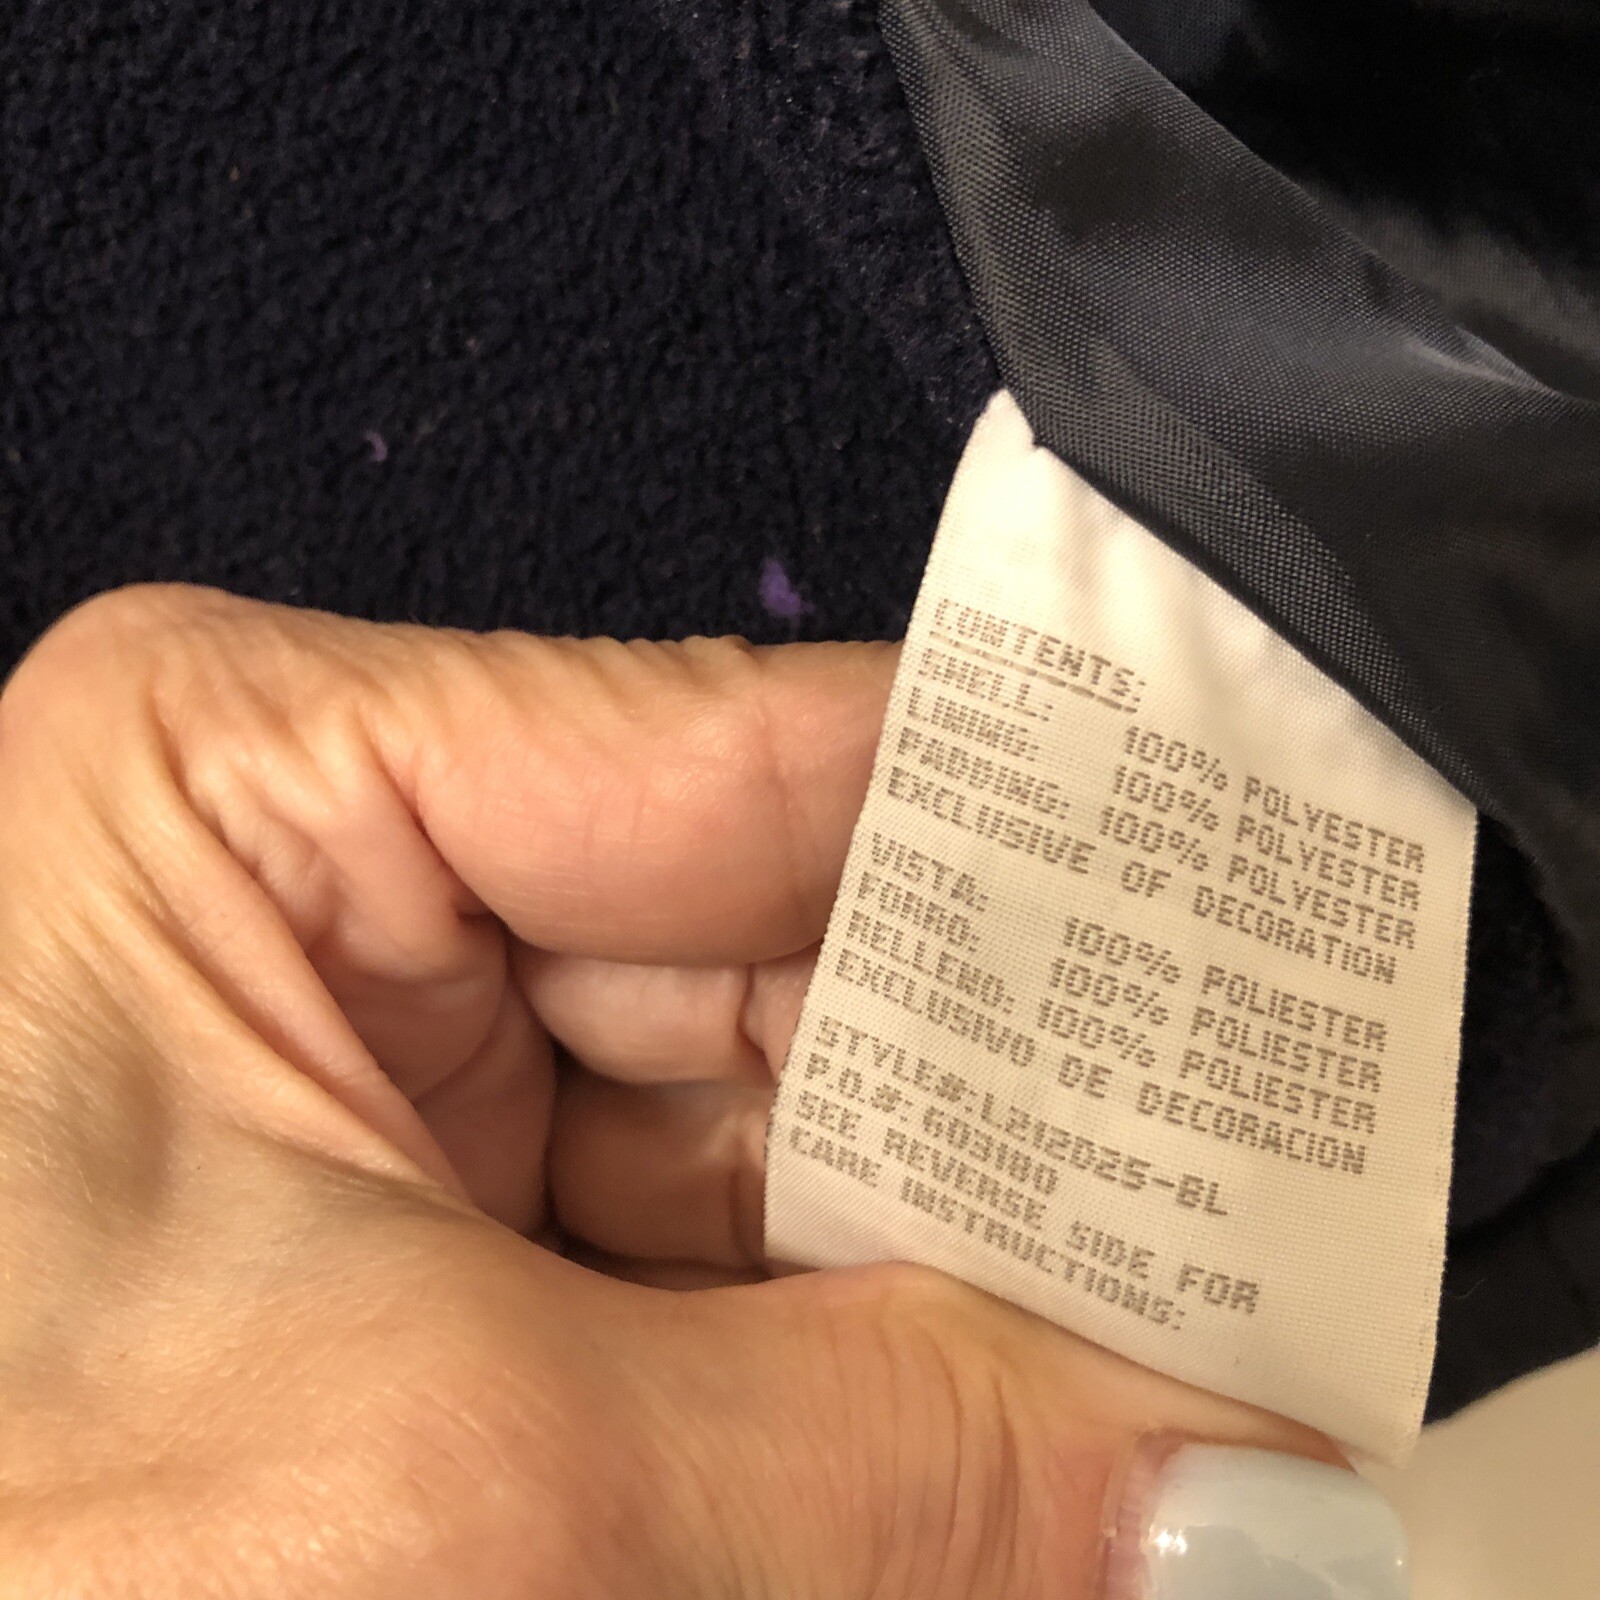 CONTENTS:
SHELL: 100% POLYESTER
LINING: 100% POLYESTER
PADDING: 100% POLYESTER
EXCLUSIVE OF DECORATION
VISTA: 100% POLIESTER
FORRO: 100% POLIESTER
RELLENO: 100% POLIESTER
EXCLUSIVO DE DECORACION
STYLE#: L212D25-BL
P.O.#: 603180
SEE REVERSE SIDE FOR
CARE INSTRUCTIONS: